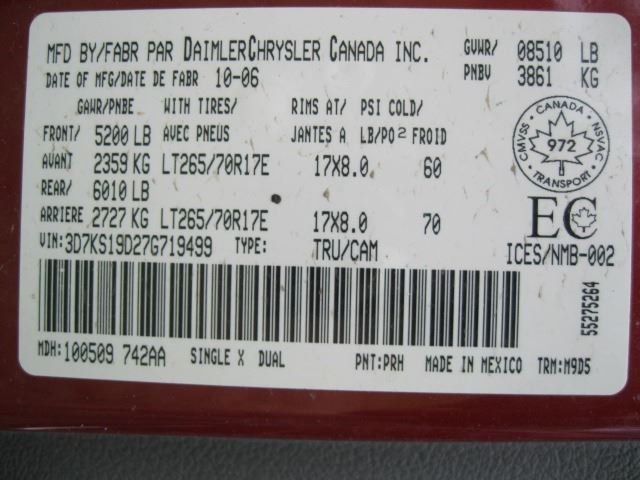 MFD BY/FABR PAR DAIMLERCHRYSLER CANADA INC.
GVWR/ 08510 LB
DATE OF MFG/DATE DE FABR 10-06
PNBV 3861 KG
GAWR/PNBE WITH TIRES/ RIMS AT/ PSI COLD/
FRONT/ 5200 LB AVEC PNEUS JANTES A LB/PO2 FROID
AVANT 2359 KG LT265/70R17E 17X8.0 60
REAR/ 6010 LB
ARRIERE 2727 KG LT265/70R17E 17X8.0 70
VIN:3D7KS19D27G719499 TYPE: TRU/CAM
CANADA
CMVSS NSVAC
972
TRANSPORT
EC
ICES/NMB-002
55275264
MDH:100509 742AA SINGLE X DUAL PNT:PRH MADE IN MEXICO TRM:M9D5